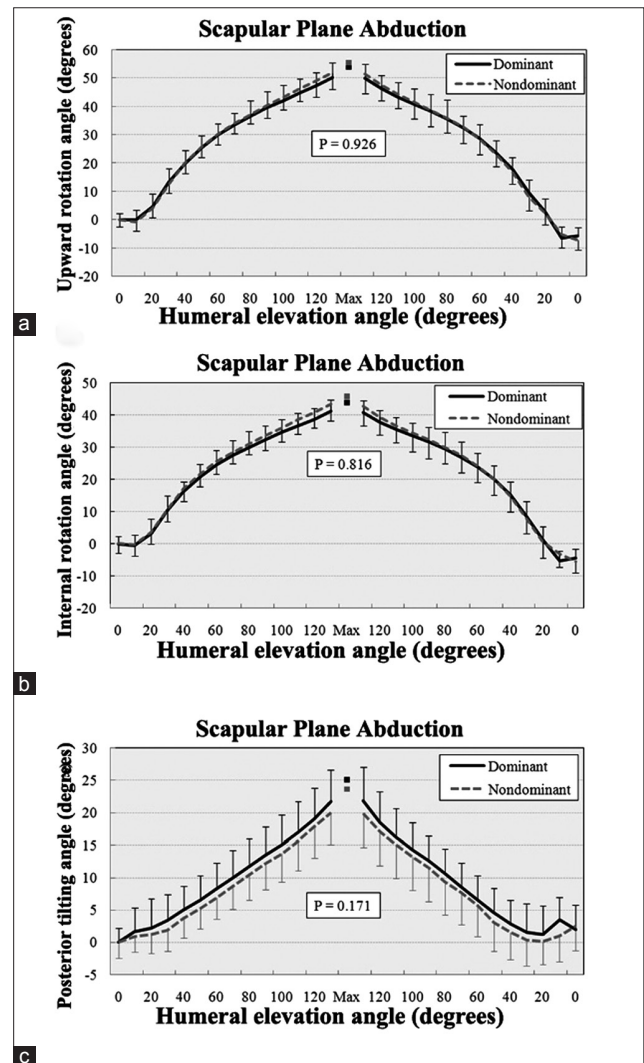 Scapular Plane Abduction
60
50
40
30
20
10
0
-10
-20
Upward rotation angle (degrees)
Dominant
Nondominant
P = 0.926
0 20 40 60 80 100 120 Max 120 100 80 60 40 20 0
Humeral elevation angle (degrees)
a
Scapular Plane Abduction
50
40
30
20
10
0
-10
-20
Internal rotation angle (degrees)
Dominant
Nondominant
P = 0.816
0 20 40 60 80 100 120 Max 120 100 80 60 40 20 0
Humeral elevation angle (degrees)
b
Scapular Plane Abduction
30
25
20
15
10
5
0
-5
Posterior tilting angle (degrees)
Dominant
Nondominant
P = 0.171
0 20 40 60 80 100 120 Max 120 100 80 60 40 20 0
Humeral elevation angle (degrees)
c